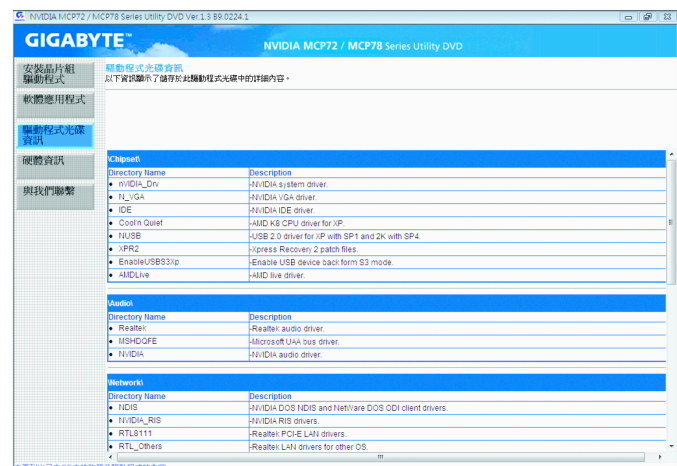 NVIDIA MCP72 / MCP78 Series Utility DVD Ver.1.3 B9.0224.1
GIGABYTE™
NVIDIA MCP72 / MCP78 Series Utility DVD
安裝晶片組
驅動程式
軟體應用程式
驅動程式光碟
資訊
硬體資訊
與我們聯繫
驅動程式光碟資訊
以下資訊顯示了儲存於此驅動程式光碟中的詳細內容。
\Chipset\
Directory Name Description
• nVIDIA_Drv -NVIDIA system driver.
• N_VGA -NVIDIA VGA driver.
• IDE -NVIDIA IDE driver.
• Cool'n Quiet -AMD K8 CPU driver for XP.
• NUSB -USB 2.0 driver for XP with SP1 and 2K with SP4.
• XPR2 -Xpress Recovery 2 patch files.
• EnableUSBS3Xp -Enable USB device back form S3 mode.
• AMDLive -AMD live driver.
\Audio\
Directory Name Description
• Realtek -Realtek audio driver.
• MSHDQFE -Microsoft UAA bus driver.
• NVIDIA -NVIDIA audio driver.
\Network\
Directory Name Description
• NDIS -NVIDIA DOS NDIS and NetWare DOS ODI client drivers.
• NVIDIA_RIS -NVIDIA RIS drivers.
• RTL8111 -Realtek PCI-E LAN drivers.
• RTL_Others -Realtek LAN drivers for other OS.